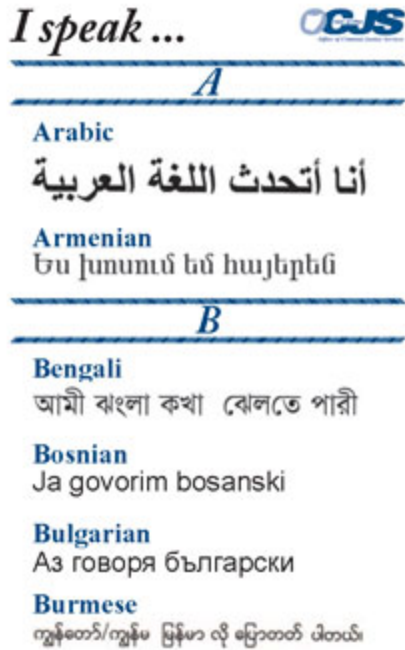 I speak ...
OCJS
A
Arabic
أنا أتحدث اللغة العربية
Armenian
Ես խոսում եմ հայերեն
B
Bengali
আমী ঝংলা কখা ঝেলতে পারী
Bosnian
Ja govorim bosanski
Bulgarian
Аз говоря български
Burmese
ကျွန်တော်/ကျွန်မ မြန်မာ လို ပြောတတ် ပါတယ်၊